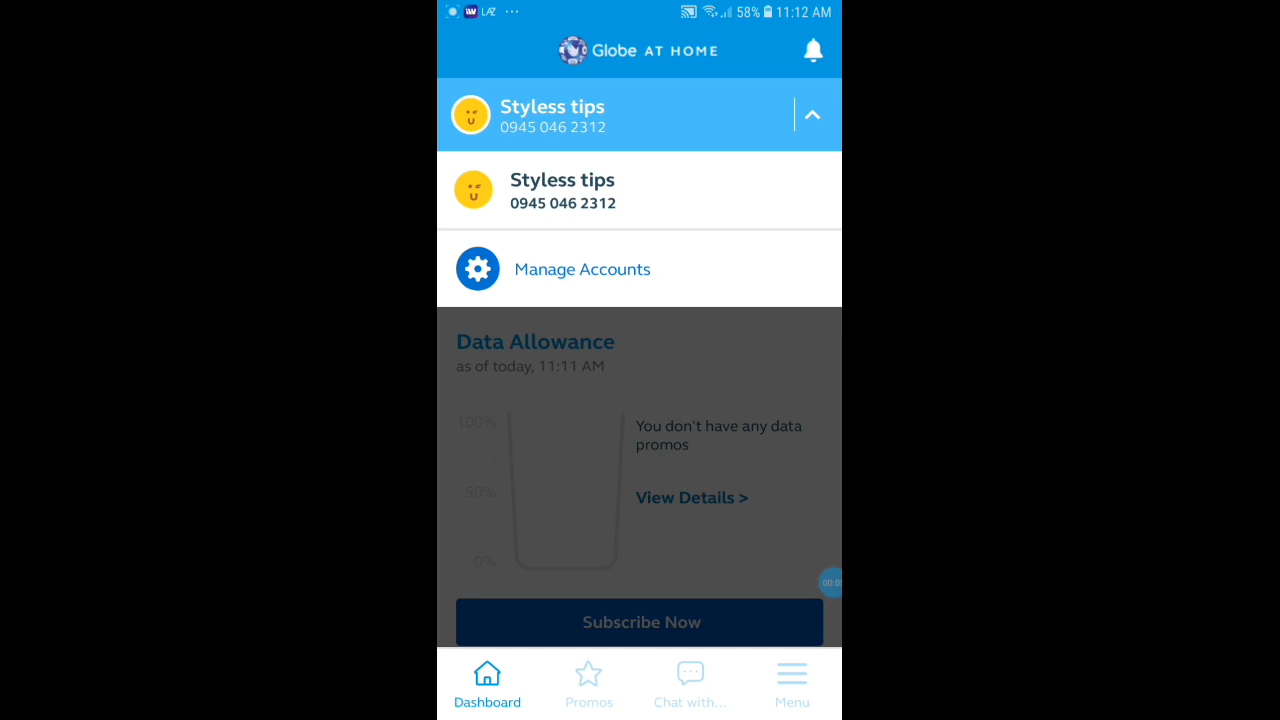 LAZ ... 58% 11:12 AM
Globe AT HOME
Styless tips
0945 046 2312
Styless tips
0945 046 2312
Manage Accounts
Data Allowance
as of today, 11:11 AM
100%
-
50%
-
0%
You don't have any data
promos
View Details >
Subscribe Now
Dashboard
Promos
Chat with...
Menu